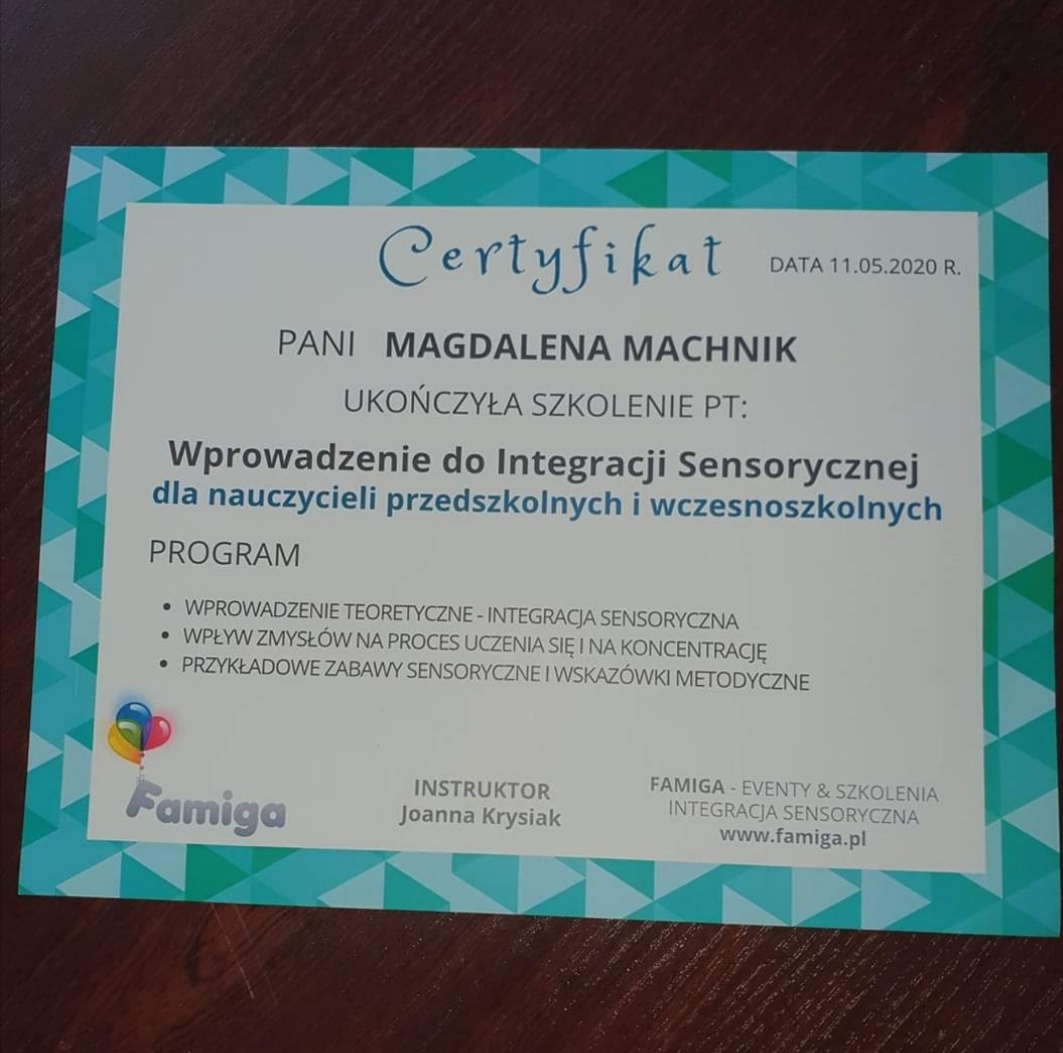 Certyfikat
DATA 11.05.2020 R.
PANI MAGDALENA MACHNIK
UKOŃCZYŁA SZKOLENIE PT:
Wprowadzenie do Integracji Sensorycznej
dla nauczycieli przedszkolnych i wczesnoszkolnych
PROGRAM
• WPROWADZENIE TEORETYCZNE - INTEGRACJA SENSORYCZNA
• WPŁYW ZMYSŁÓW NA PROCES UCZENIA SIĘ I NA KONCENTRACJĘ
• PRZYKŁADOWE ZABAWY SENSORYCZNE I WSKAZÓWKI METODYCZNE
Famiga
INSTRUKTOR
Joanna Krysiak
FAMIGA - EVENTY & SZKOLENIA
INTEGRACJA SENSORYCZNA
www.famiga.pl